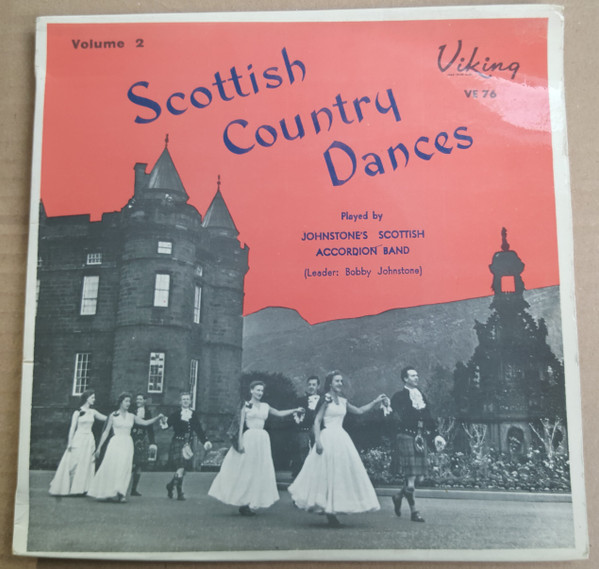 Volume 2
Viking
VE 76
Scottish
Country
Dances
Played by
JOHNSTONE'S SCOTTISH
ACCORDION BAND
(Leader: Bobby Johnstone)